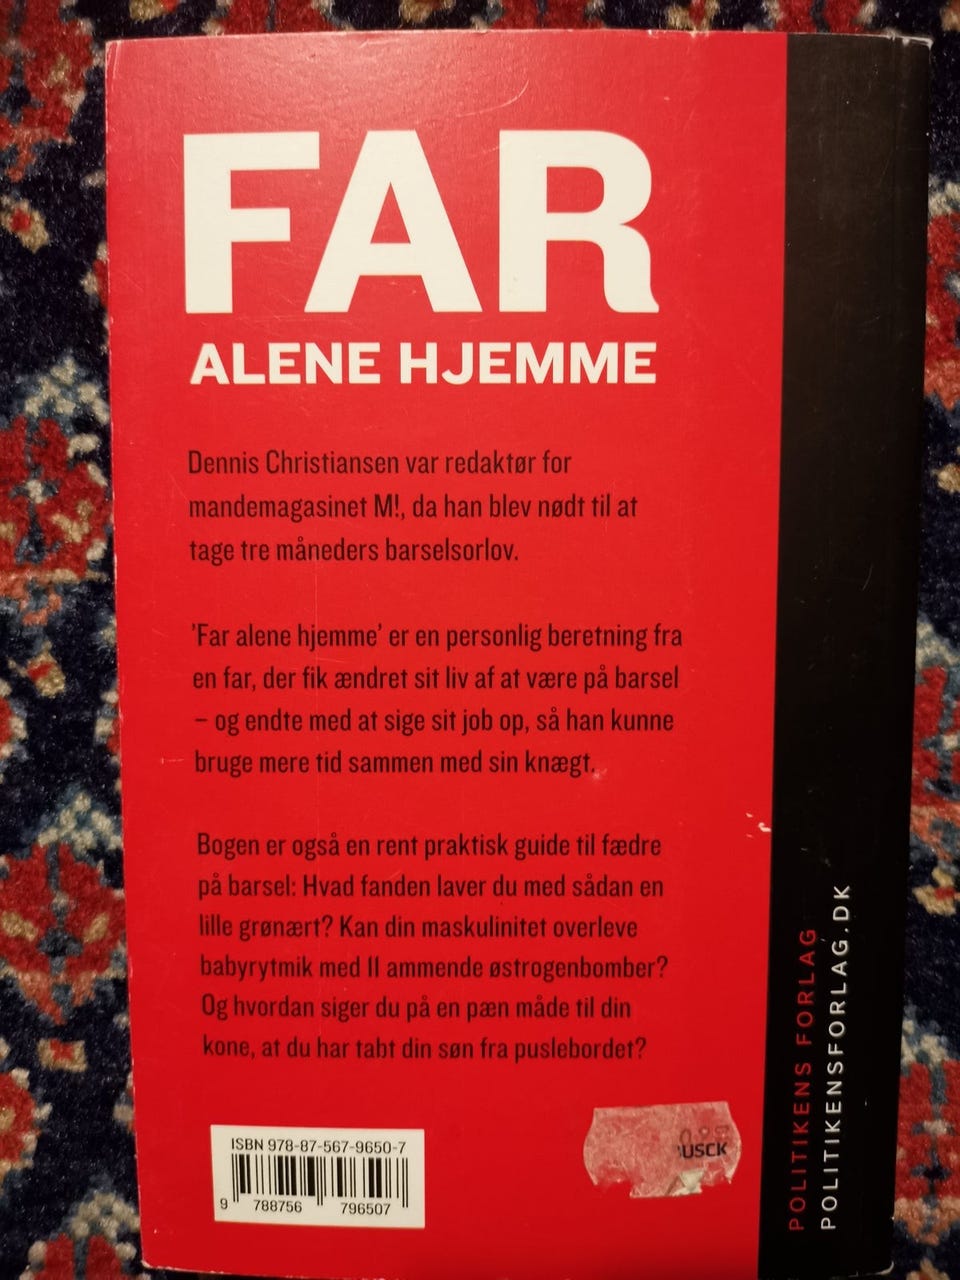 FAR
ALENE HJEMME
Dennis Christiansen var redaktør for
mandemagasinet M!, da han blev nødt til at
tage tre måneders barselsorlov.
’Far alene hjemme’ er en personlig beretning fra
en far, der fik ændret sit liv af at være på barsel
– og endte med at sige sit job op, så han kunne
bruge mere tid sammen med sin knægt.
Bogen er også en rent praktisk guide til fædre
på barsel: Hvad fanden laver du med sådan en
lille grønært? Kan din maskulinitet overleve
babyrytmik med 11 ammende østrogenbomber?
Og hvordan siger du på en pæn måde til din
kone, at du har tabt din søn fra puslebordet?
ISBN 978-87-567-9650-7
9 788756 796507
POLITIKENS FORLAG
POLITIKENSFORLAG.DK